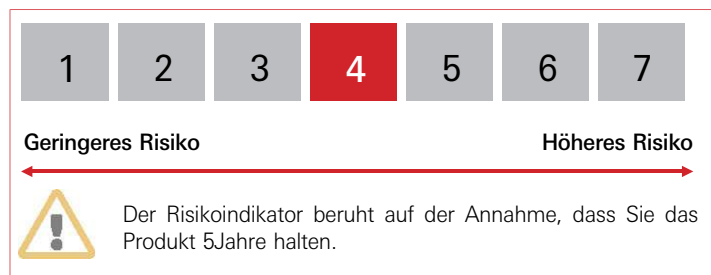 1 2 3 4 5 6 7
Geringeres Risiko Höheres Risiko
Der Risikoindikator beruht auf der Annahme, dass Sie das
Produkt 5Jahre halten.